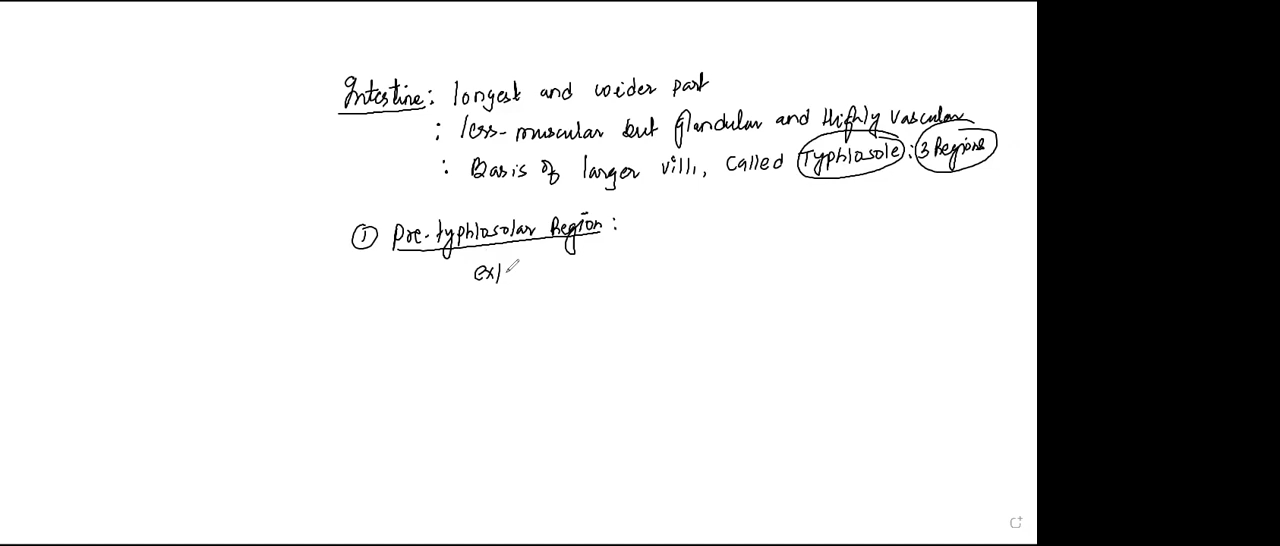 Intestine : longest and wider part
: less-muscular but glandular and Highly Vascular
: Basis of larger villi, Called Typhlosole : 3 Regions
① Pre-typhlosolar Region :
ex